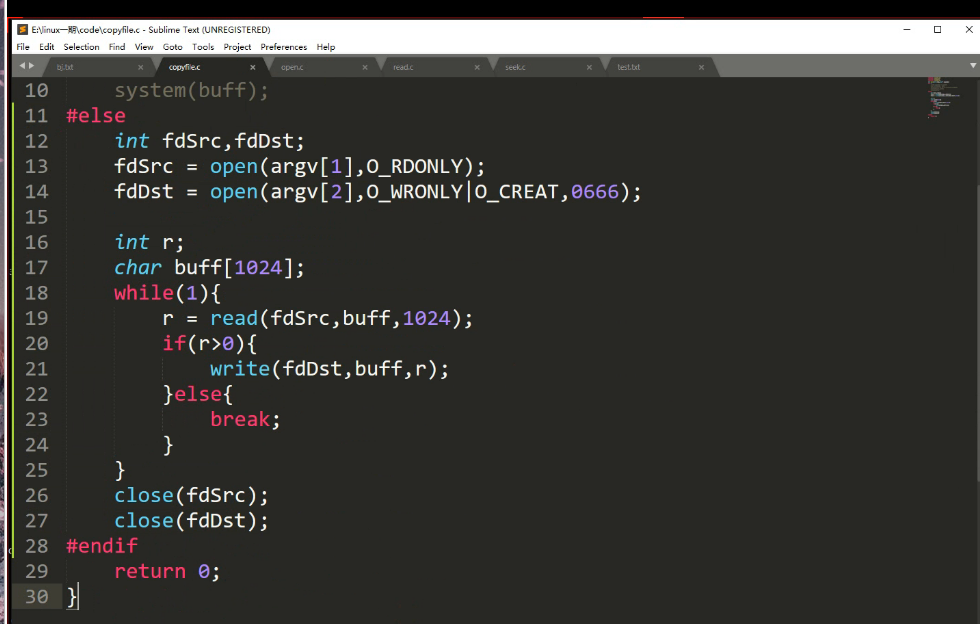 E:\linux一期\code\copyfile.c - Sublime Text (UNREGISTERED)
File Edit Selection Find View Goto Tools Project Preferences Help
bj.txt copyfile.c open.c read.c seek.c test.txt
10 system(buff);
11 #else
12 int fdSrc,fdDst;
13 fdSrc = open(argv[1],O_RDONLY);
14 fdDst = open(argv[2],O_WRONLY|O_CREAT,0666);
15
16 int r;
17 char buff[1024];
18 while(1){
19 r = read(fdSrc,buff,1024);
20 if(r>0){
21 write(fdDst,buff,r);
22 }else{
23 break;
24 }
25 }
26 close(fdSrc);
27 close(fdDst);
28 #endif
29 return 0;
30 }